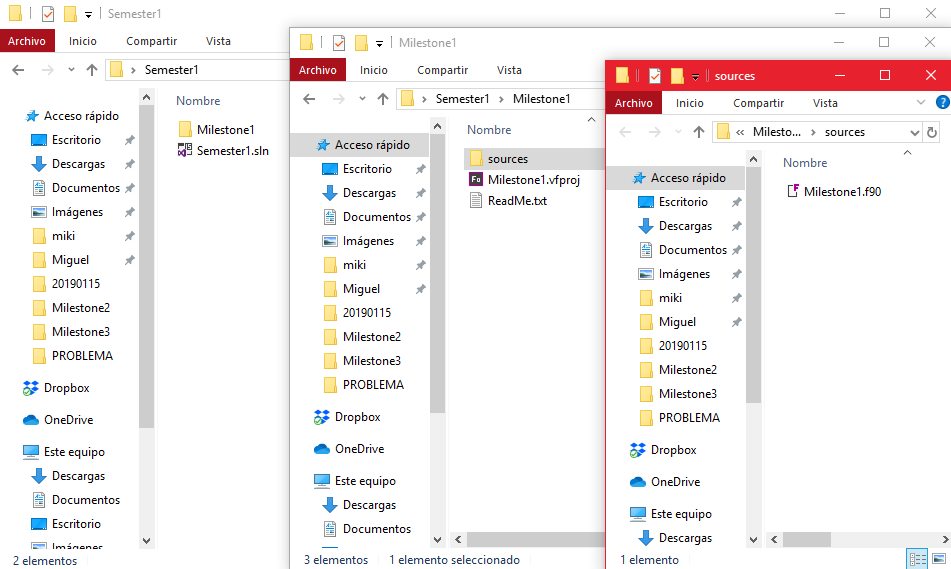 Semester1
Archivo Inicio Compartir Vista
Semester1
Nombre
Acceso rápido
Escritorio
Descargas
Documentos
Imágenes
miki
Miguel
20190115
Milestone2
Milestone3
PROBLEMA
Dropbox
OneDrive
Este equipo
Descargas
Documentos
Escritorio
Imágenes
Milestone1
Semester1.sln
2 elementos
Milestone1
Archivo Inicio Compartir Vista
Semester1 > Milestone1
Nombre
Acceso rápido
Escritorio
Descargas
Documentos
Imágenes
miki
Miguel
20190115
Milestone2
Milestone3
PROBLEMA
Dropbox
OneDrive
Este equipo
Descargas
Documentos
sources
Fo Milestone1.vfproj
ReadMe.txt
3 elementos 1 elemento seleccionado
sources
Archivo Inicio Compartir Vista ?
« Milesto... > sources
Nombre
Acceso rápido
Escritorio
Descargas
Documentos
Imágenes
miki
Miguel
20190115
Milestone2
Milestone3
PROBLEMA
Dropbox
OneDrive
Este equipo
Descargas
F Milestone1.f90
1 elemento